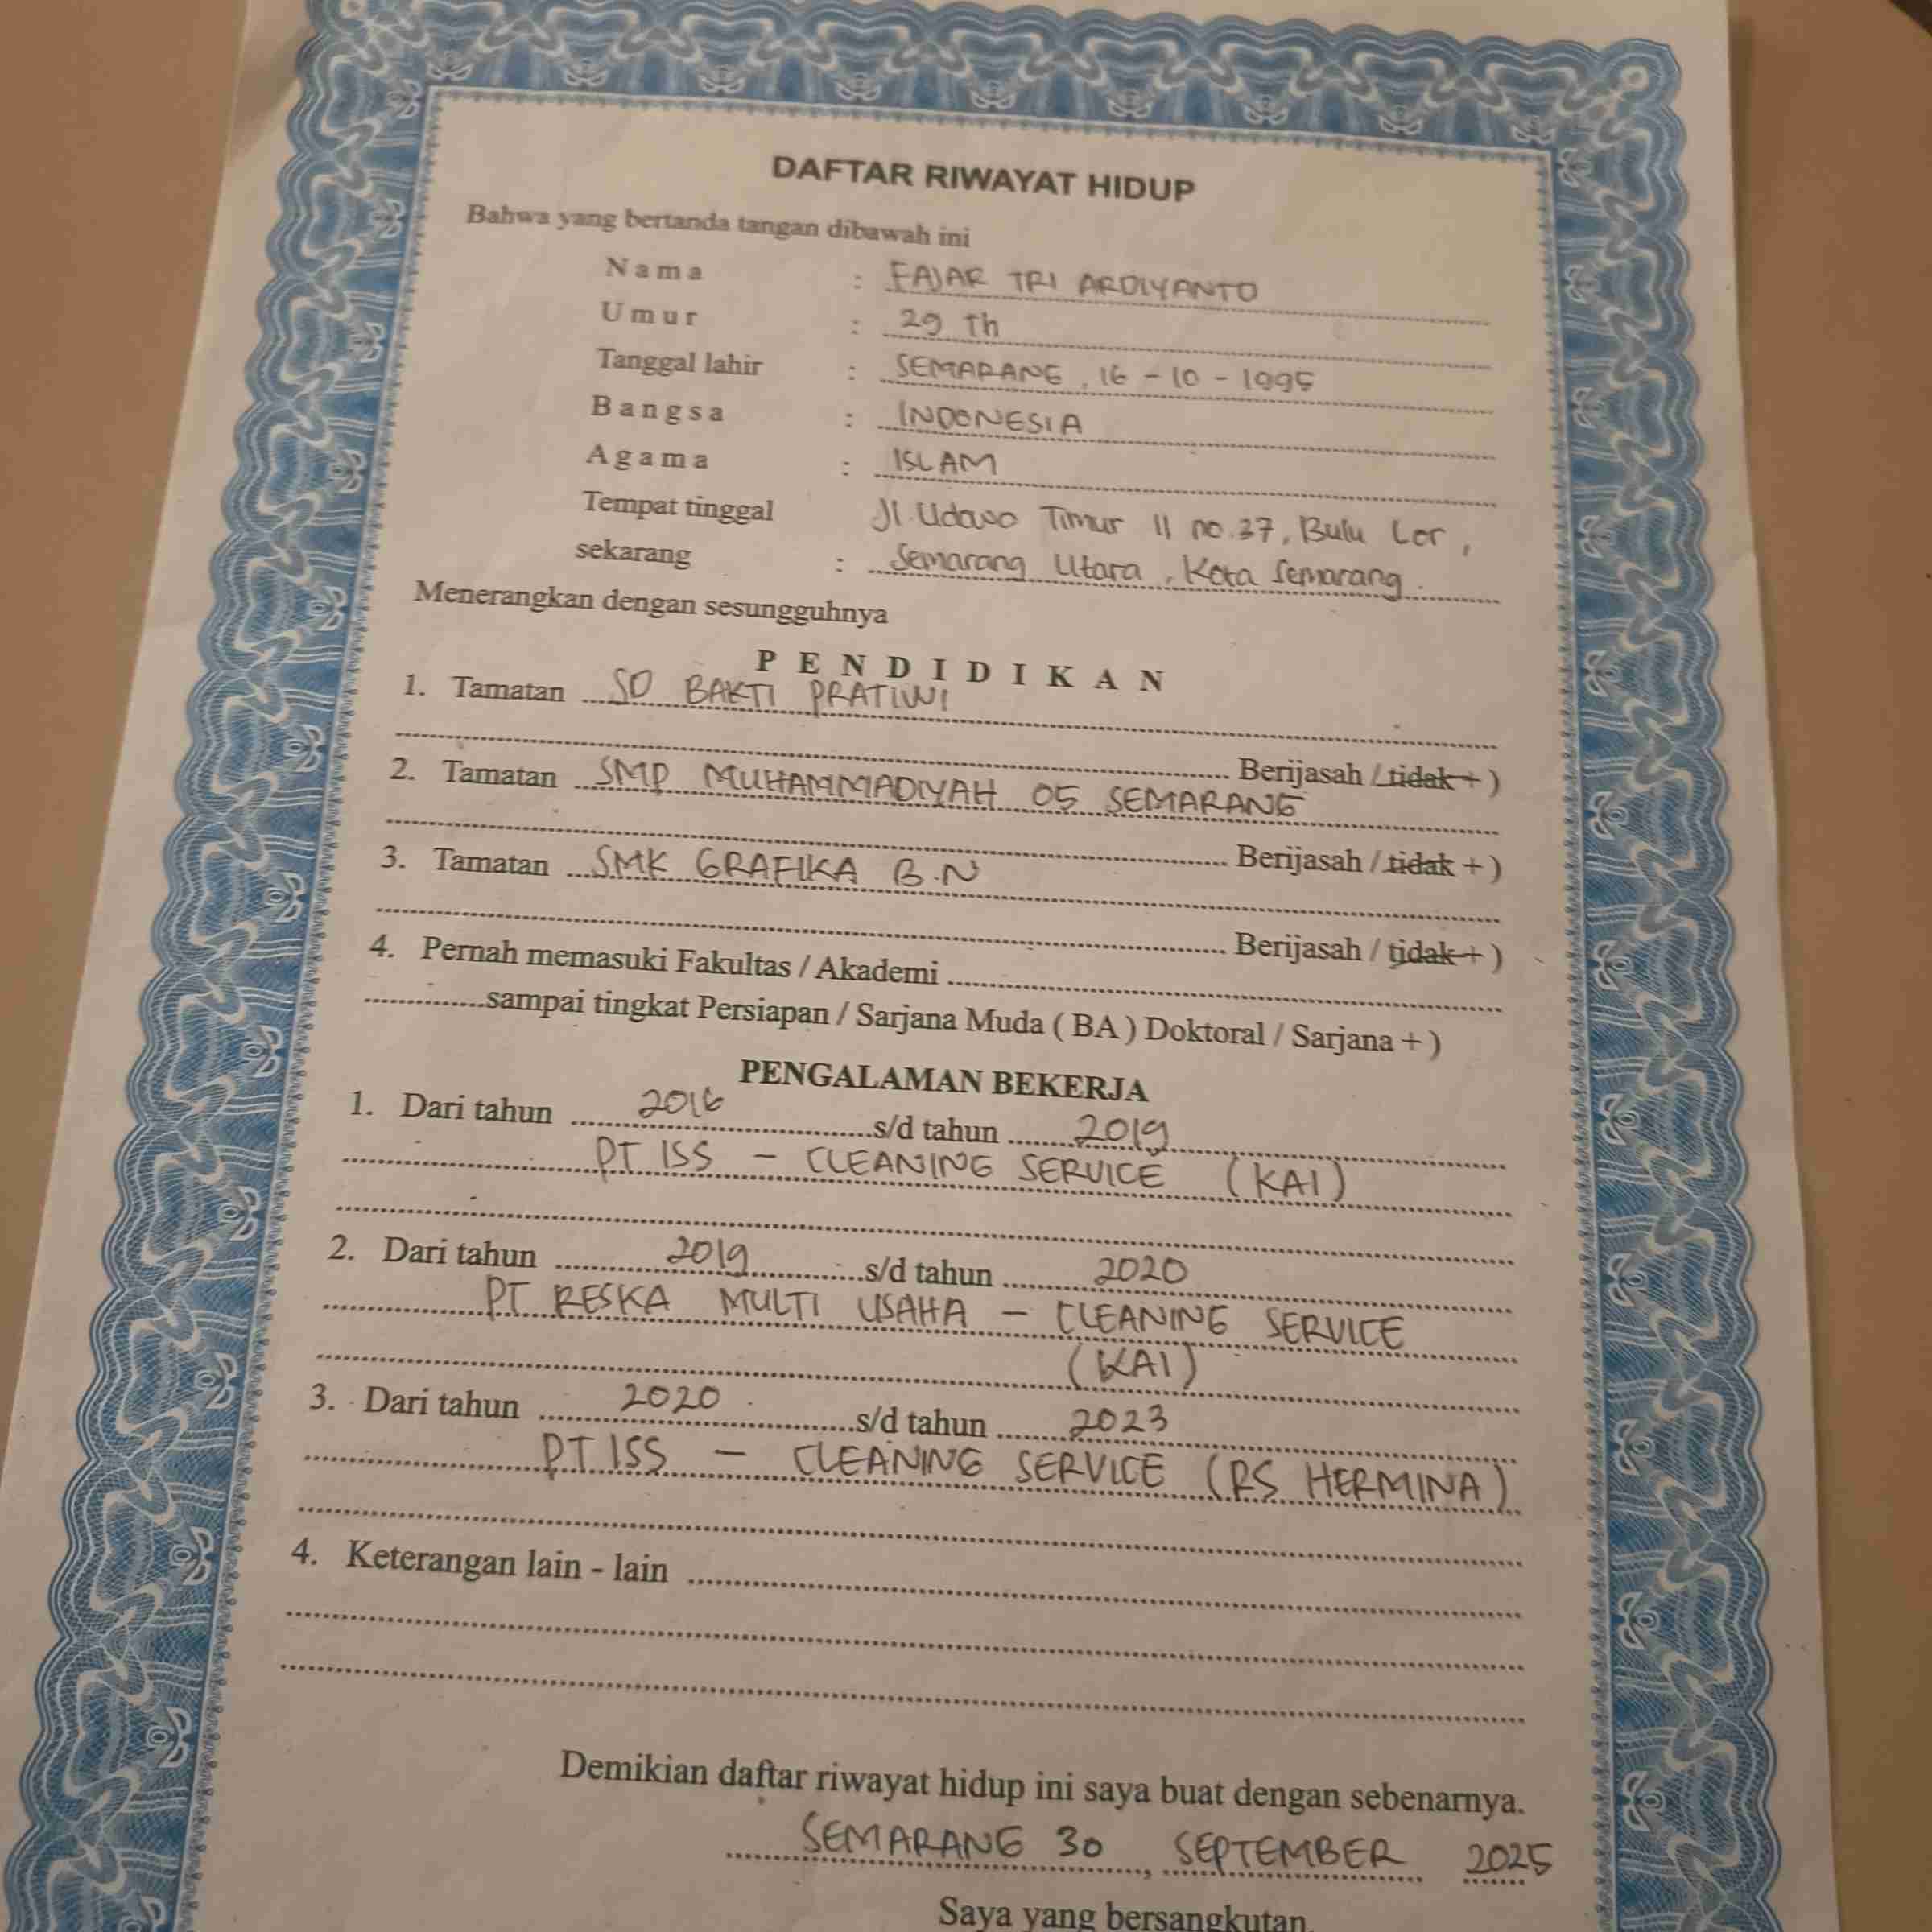 DAFTAR RIWAYAT HIDUP
Bahwa yang bertanda tangan dibawah ini
Nama : FAJAR TRI ARDIYANTO
Umur : 29 th
Tanggal lahir : SEMARANG, 16 - 10 - 1995
Bangsa : INDONESIA
Agama : ISLAM
Tempat tinggal Jl. Udowo Timur II no. 37, Bulu Lor,
sekarang : Semarang Utara, Kota Semarang.
Menerangkan dengan sesungguhnya
PENDIDIKAN
1. Tamatan SD BAKTI PRATIWI
Berijasah / tidak + )
2. Tamatan SMP MUHAMMADIYAH 05 SEMARANG
Berijasah / tidak + )
3. Tamatan SMK GRAFIKA B.N
Berijasah / tidak + )
4. Pernah memasuki Fakultas / Akademi
sampai tingkat Persiapan / Sarjana Muda ( BA ) Doktoral / Sarjana + )
PENGALAMAN BEKERJA
1. Dari tahun 2016 s/d tahun 2019
PT ISS - CLEANING SERVICE (KAI)
2. Dari tahun 2019 s/d tahun 2020
PT RESKA MULTI USAHA - CLEANING SERVICE
(KAI)
3. Dari tahun 2020 s/d tahun 2023
PT ISS - CLEANING SERVICE (RS HERMINA)
4. Keterangan lain - lain
Demikian daftar riwayat hidup ini saya buat dengan sebenarnya.
SEMARANG 30, SEPTEMBER 2025
Saya yang bersangkutan,